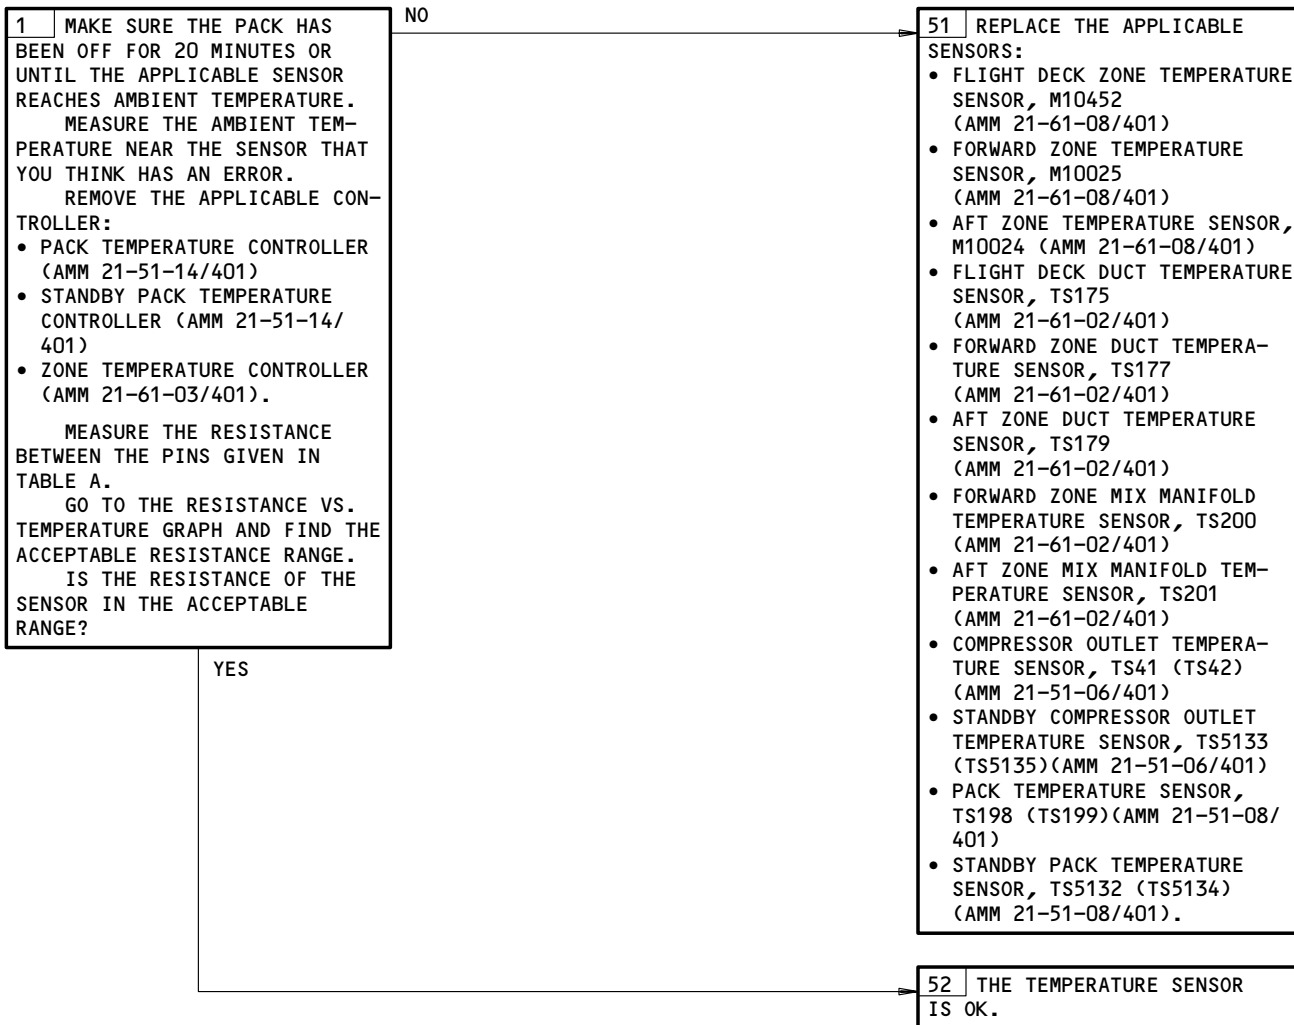 1 MAKE SURE THE PACK HAS
BEEN OFF FOR 20 MINUTES OR
UNTIL THE APPLICABLE SENSOR
REACHES AMBIENT TEMPERATURE.
MEASURE THE AMBIENT TEM-
PERATURE NEAR THE SENSOR THAT
YOU THINK HAS AN ERROR.
REMOVE THE APPLICABLE CON-
TROLLER:
• PACK TEMPERATURE CONTROLLER
(AMM 21-51-14/401)
• STANDBY PACK TEMPERATURE
CONTROLLER (AMM 21-51-14/
401)
• ZONE TEMPERATURE CONTROLLER
(AMM 21-61-03/401).
MEASURE THE RESISTANCE
BETWEEN THE PINS GIVEN IN
TABLE A.
GO TO THE RESISTANCE VS.
TEMPERATURE GRAPH AND FIND THE
ACCEPTABLE RESISTANCE RANGE.
IS THE RESISTANCE OF THE
SENSOR IN THE ACCEPTABLE
RANGE?
NO
YES
51 REPLACE THE APPLICABLE
SENSORS:
• FLIGHT DECK ZONE TEMPERATURE
SENSOR, M10452
(AMM 21-61-08/401)
• FORWARD ZONE TEMPERATURE
SENSOR, M10025
(AMM 21-61-08/401)
• AFT ZONE TEMPERATURE SENSOR,
M10024 (AMM 21-61-08/401)
• FLIGHT DECK DUCT TEMPERATURE
SENSOR, TS175
(AMM 21-61-02/401)
• FORWARD ZONE DUCT TEMPERA-
TURE SENSOR, TS177
(AMM 21-61-02/401)
• AFT ZONE DUCT TEMPERATURE
SENSOR, TS179
(AMM 21-61-02/401)
• FORWARD ZONE MIX MANIFOLD
TEMPERATURE SENSOR, TS200
(AMM 21-61-02/401)
• AFT ZONE MIX MANIFOLD TEM-
PERATURE SENSOR, TS201
(AMM 21-61-02/401)
• COMPRESSOR OUTLET TEMPERA-
TURE SENSOR, TS41 (TS42)
(AMM 21-51-06/401)
• STANDBY COMPRESSOR OUTLET
TEMPERATURE SENSOR, TS5133
(TS5135)(AMM 21-51-06/401)
• PACK TEMPERATURE SENSOR,
TS198 (TS199)(AMM 21-51-08/
401)
• STANDBY PACK TEMPERATURE
SENSOR, TS5132 (TS5134)
(AMM 21-51-08/401).
52 THE TEMPERATURE SENSOR
IS OK.